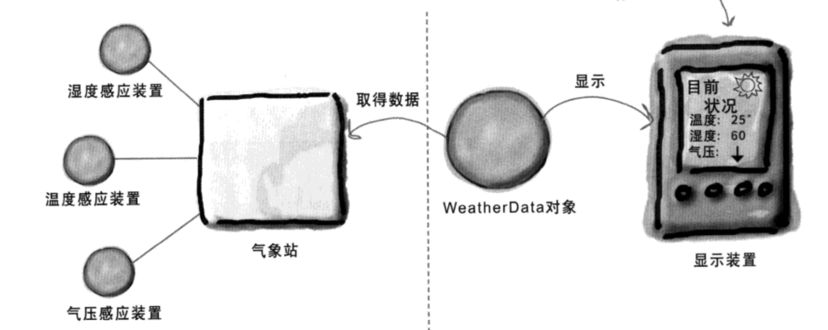 湿度感应装置
温度感应装置
气压感应装置
气象站
取得数据
WeatherData对象
显示
目前
状况
温度: 25°
湿度: 60
气压:
显示装置